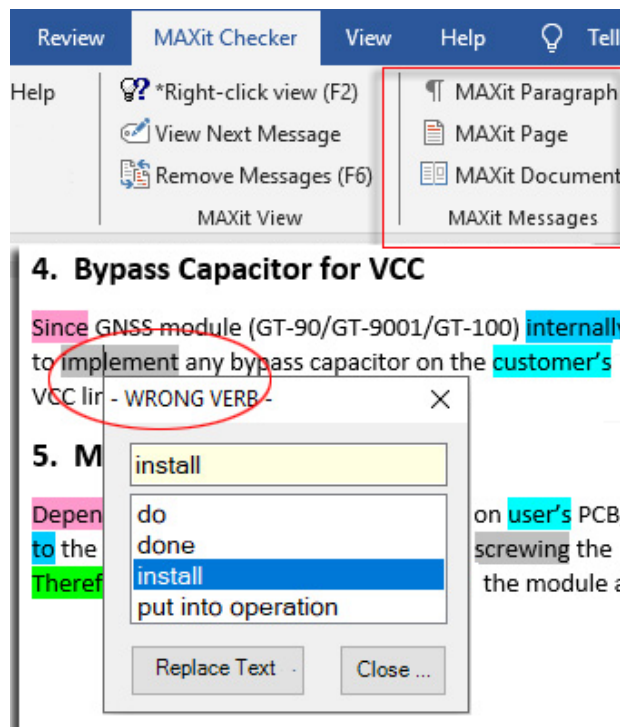 Review MAXit Checker View Help Tell
Help
*Right-click view (F2)
View Next Message
Remove Messages (F6)
MAXit View
MAXit Paragraph
MAXit Page
MAXit Document
MAXit Messages
4. Bypass Capacitor for VCC
Since GNSS module (GT-90/GT-9001/GT-100) internally
to implement any bypass capacitor on the customer's
VCC lin
- WRONG VERB -
install
do
done
install
put into operation
Replace Text
Close ...
5. M
Depen on user's PCB
to the screwing the
Theref the module a